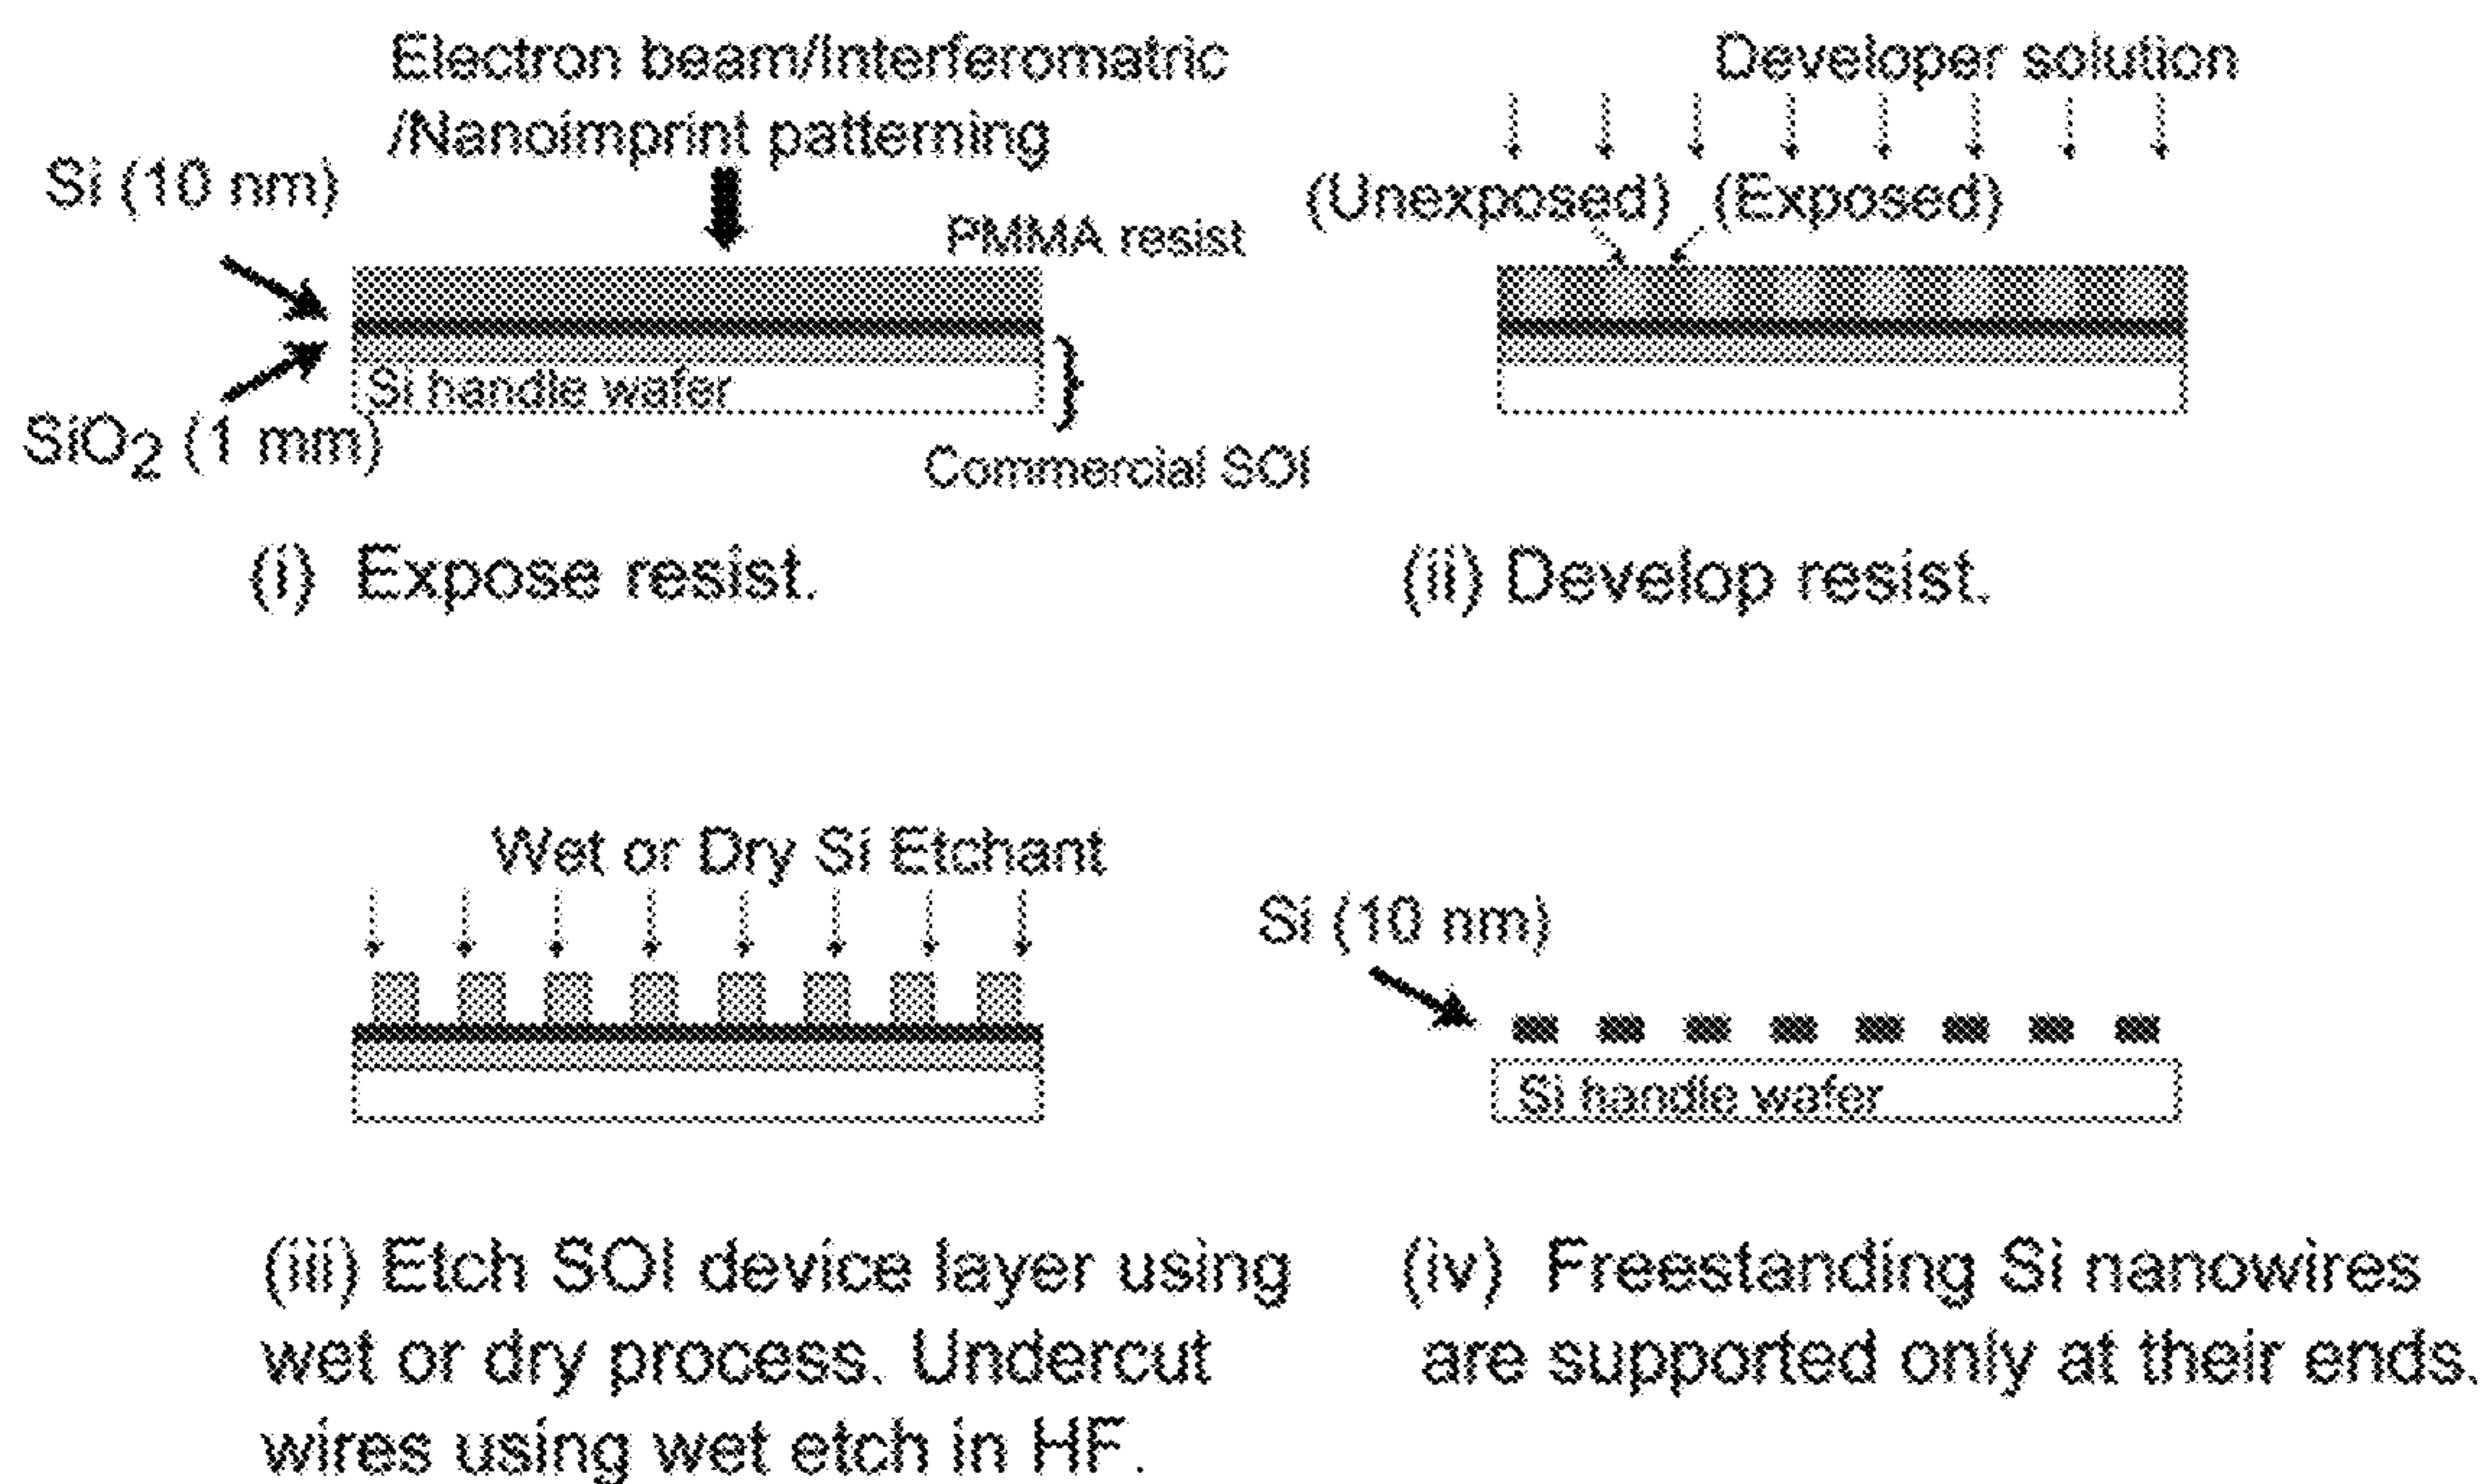 Electron beam/Interferomatric
/Nanoimprint patterning
Si (10 nm)
PMMA resist
Si handle wafer
SiO2 (1 mm)
Commercial SOI
(i) Expose resist.
Developer solution
(Unexposed) (Exposed)
(ii) Develop resist.
Wet or Dry Si Etchant
(iii) Etch SOI device layer using
wet or dry process. Undercut
wires using wet etch in HF.
Si (10 nm)
Si handle wafer
(iv) Freestanding Si nanowires
are supported only at their ends.